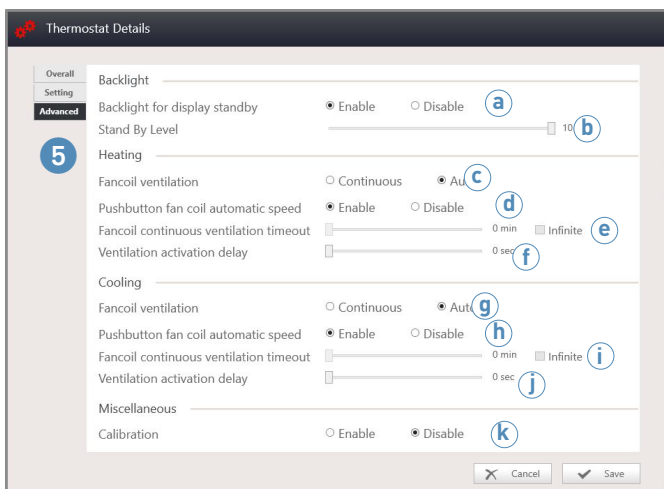 Thermostat Details
Overall
Setting
Advanced
5
Backlight
Backlight for display standby Enable Disable a
Stand By Level 10 b
Heating
Fancoil ventilation Continuous Au c
Pushbutton fan coil automatic speed Enable Disable d
Fancoil continuous ventilation timeout 0 min Infinite e
Ventilation activation delay 0 sec f
Cooling
Fancoil ventilation Continuous Aut g
Pushbutton fan coil automatic speed Enable Disable h
Fancoil continuous ventilation timeout 0 min Infinite i
Ventilation activation delay 0 sec j
Miscellaneous
Calibration Enable Disable k
Cancel Save